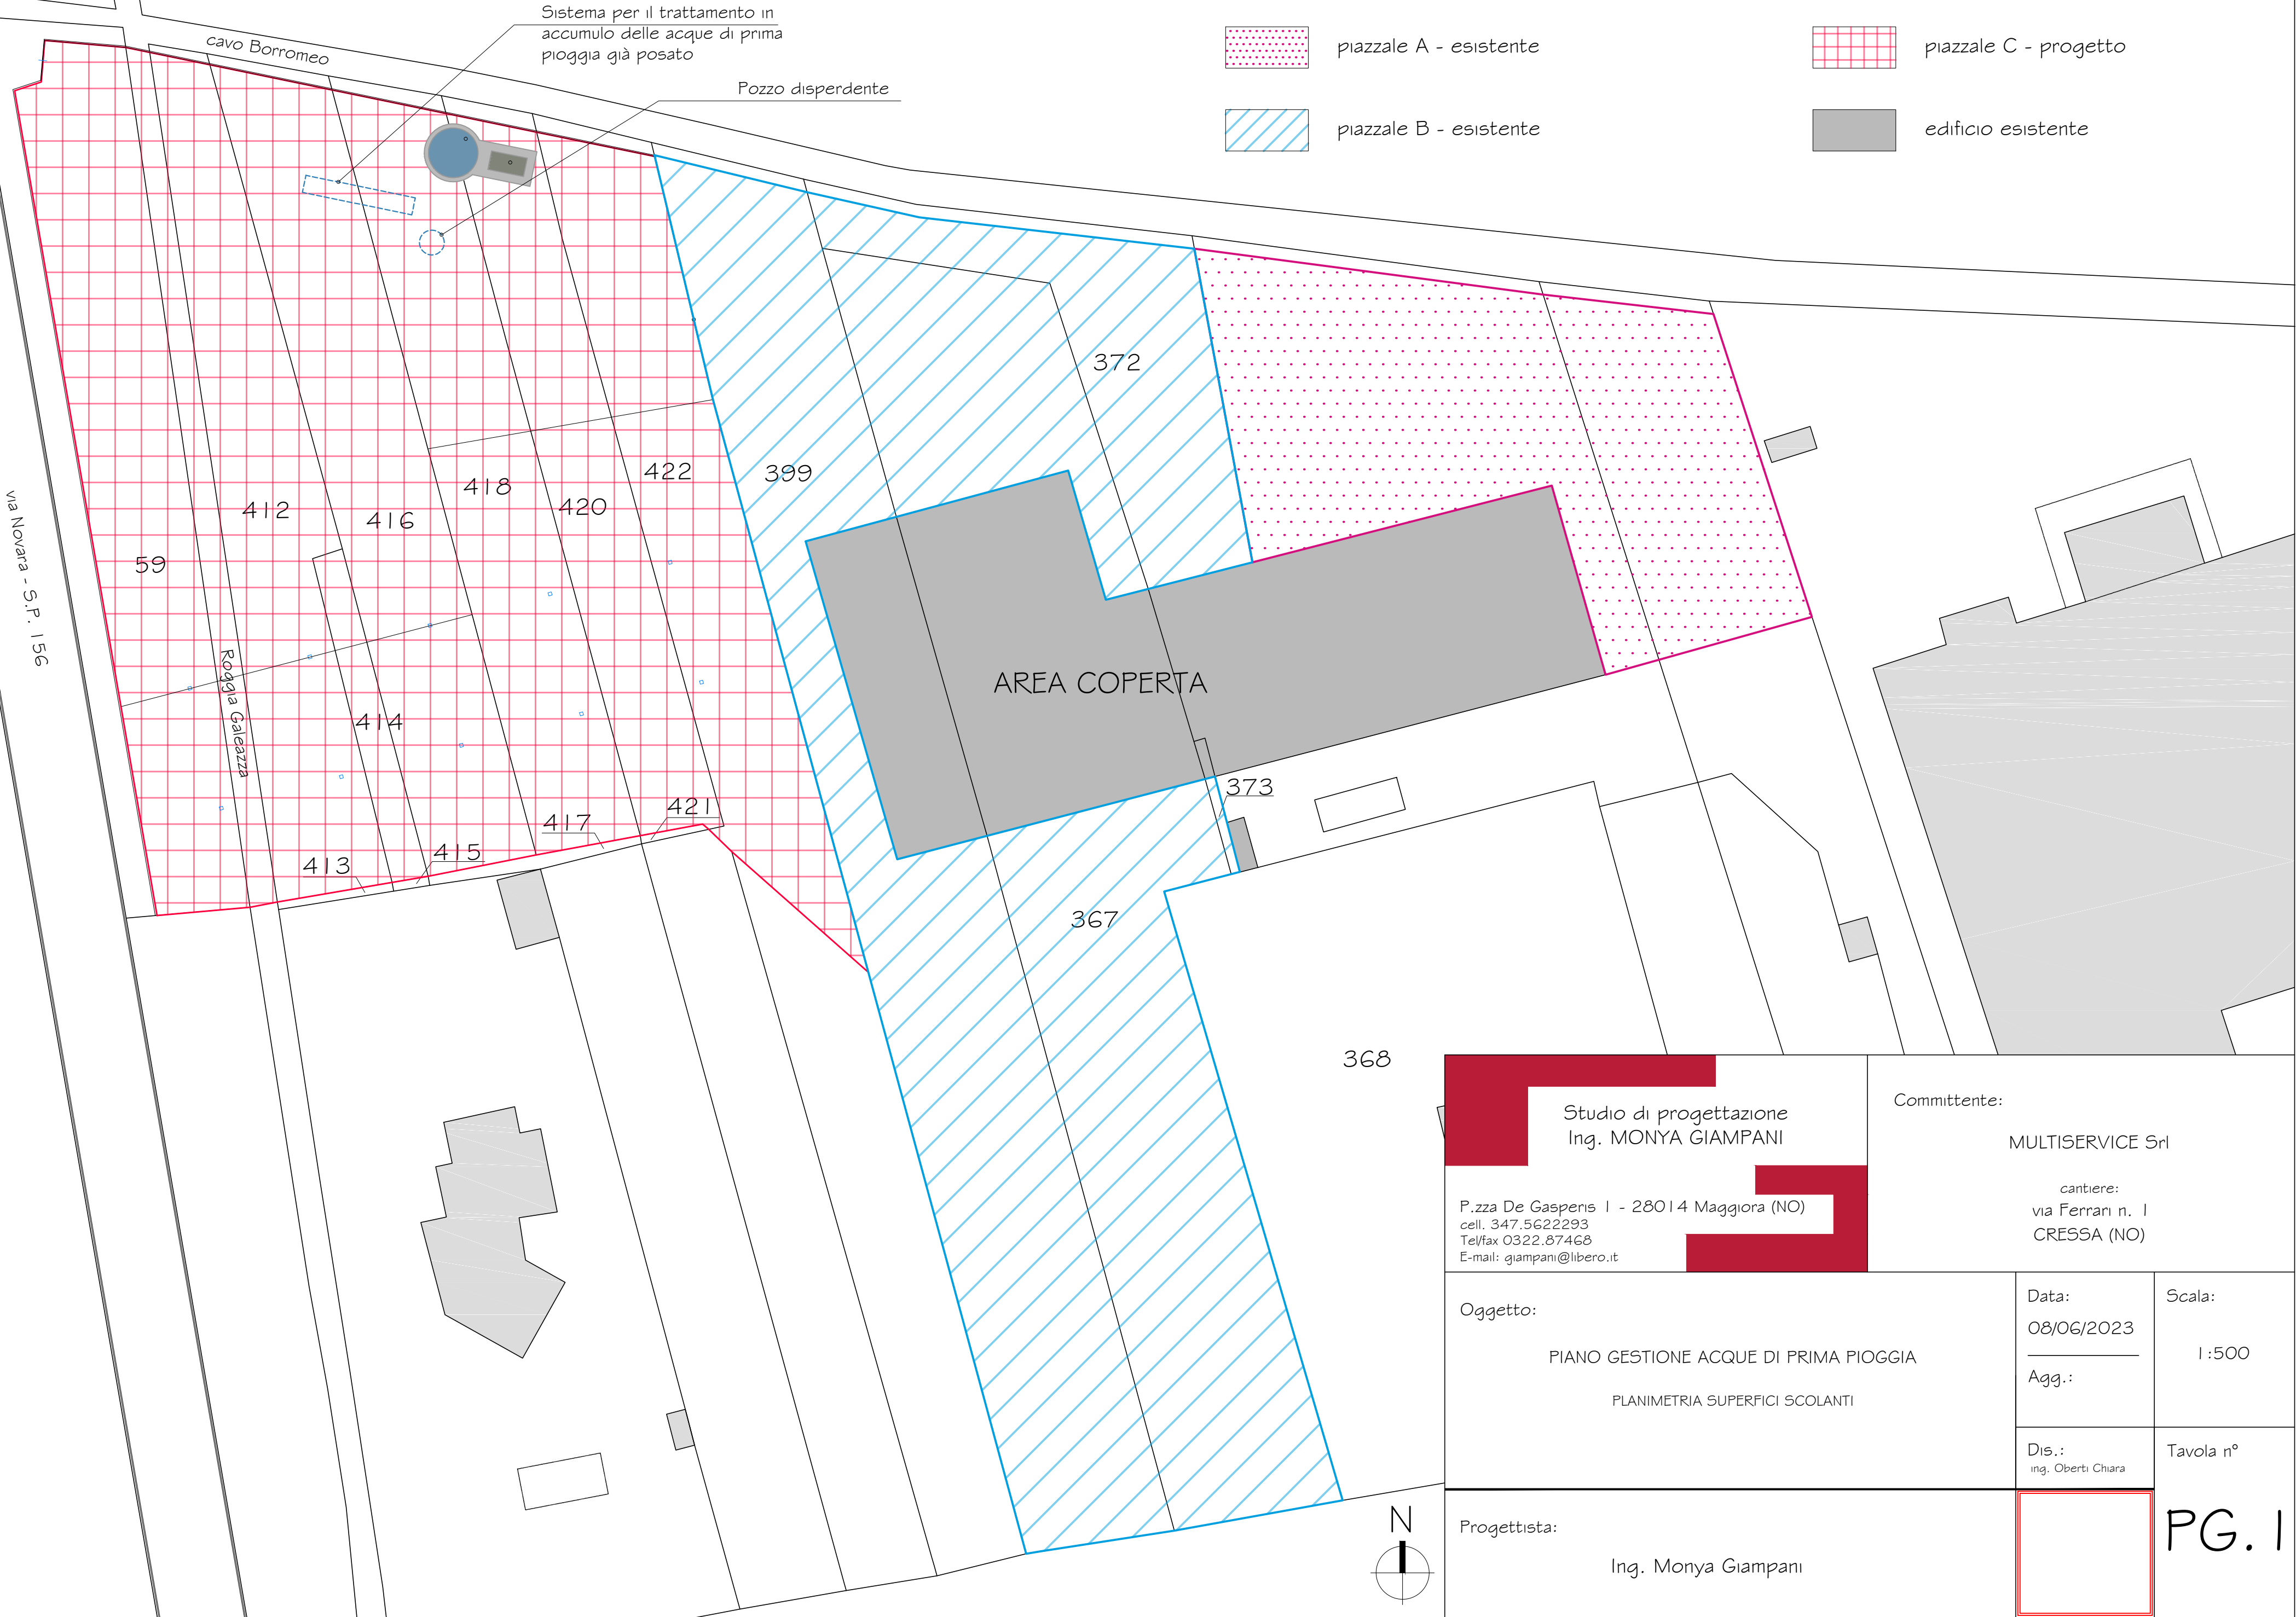 Sistema per il trattamento in
accumulo delle acque di prima
pioggia già posato
cavo Borromeo
Pozzo disperdente
piazzale A - esistente
piazzale C - progetto
piazzale B - esistente
edificio esistente
372
399
422
418
420
412
416
59
via Novara - S.P. 156
Roggia Galeazza
414
AREA COPERTA
373
421
417
415
413
367
368
Studio di progettazione
Ing. MONYA GIAMPANI
P.zza De Gasperis 1 - 28014 Maggiora (NO)
cell. 347.5622293
Tel/fax 0322.87468
E-mail: giampani@libero.it
Committente:
MULTISERVICE Srl
cantiere:
via Ferrari n. 1
CRESSA (NO)
Oggetto:
PIANO GESTIONE ACQUE DI PRIMA PIOGGIA
PLANIMETRIA SUPERFICI SCOLANTI
Data:
08/06/2023
Agg.:
Scala:
1:500
Dis.:
ing. Oberti Chiara
Tavola n°
PG. 1
Progettista:
Ing. Monya Giampani
N